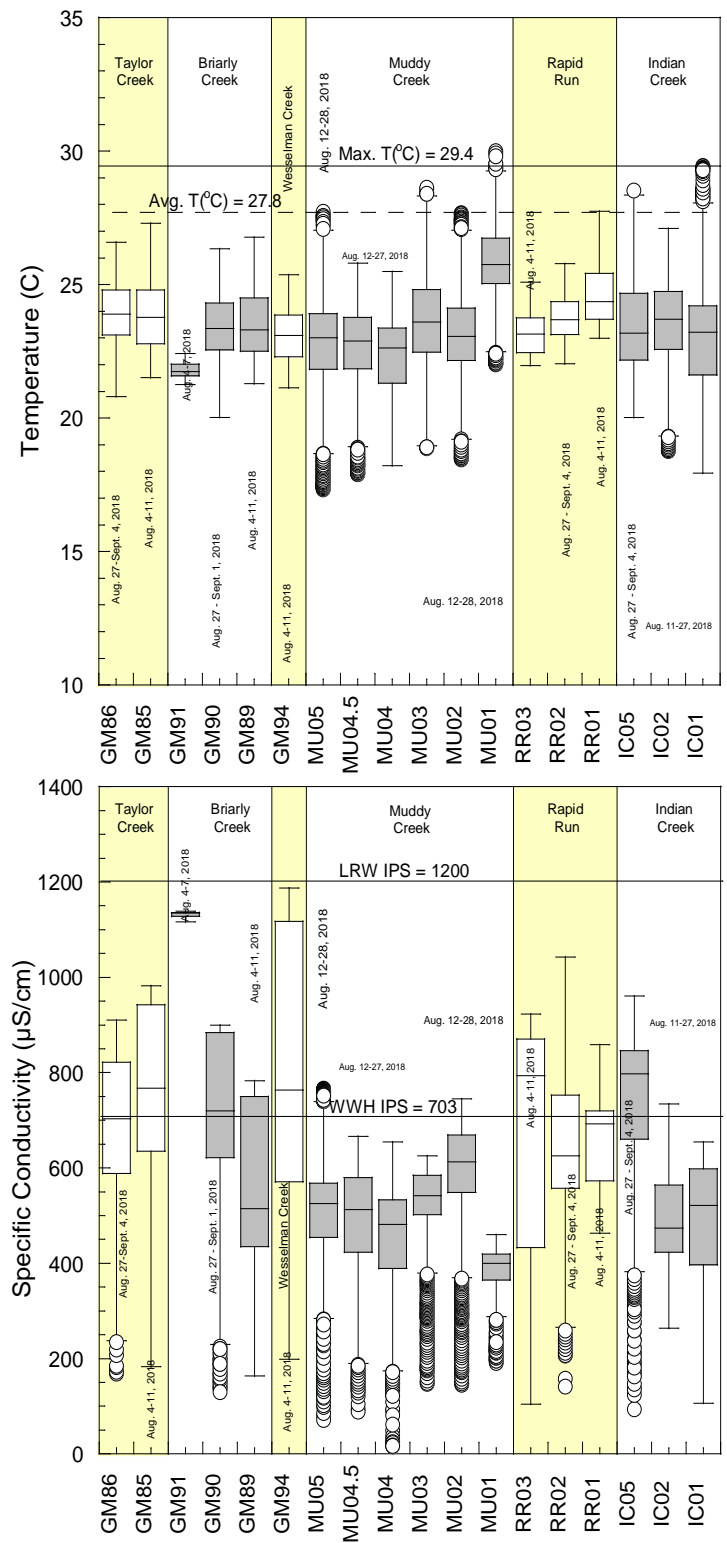 35
30
25
20
15
10
Temperature (C)
Taylor
Creek
Briarly
Creek
Wesselman Creek
Muddy
Creek
Rapid
Run
Indian
Creek
Max. T(°C) = 29.4
Avg. T(°C) = 27.8
Aug. 27-Sept. 4, 2018
Aug. 4-11, 2018
Aug. 4-7, 2018
Aug. 27 - Sept. 1, 2018
Aug. 4-11, 2018
Aug. 4-11, 2018
Aug. 12-28, 2018
Aug. 12-27, 2018
Aug. 12-28, 2018
Aug. 4-11, 2018
Aug. 27 - Sept. 4, 2018
Aug. 4-11, 2018
Aug. 27 - Sept. 4, 2018
Aug. 11-27, 2018
GM86
GM85
GM91
GM90
GM89
GM94
MU05
MU04.5
MU04
MU03
MU02
MU01
RR03
RR02
RR01
IC05
IC02
IC01
1400
1200
1000
800
600
400
200
0
Specific Conductivity (µS/cm)
Taylor
Creek
Briarly
Creek
Muddy
Creek
Rapid
Run
Indian
Creek
LRW IPS = 1200
WWH IPS = 703
Aug. 27-Sept. 4, 2018
Aug. 4-11, 2018
Aug. 4-7, 2018
Aug. 27 - Sept. 1, 2018
Aug. 4-11, 2018
Wesselman Creek
Aug. 4-11, 2018
Aug. 12-28, 2018
Aug. 12-27, 2018
Aug. 12-28, 2018
Aug. 4-11, 2018
Aug. 27 - Sept. 4, 2018
Aug. 4-11, 2018
Aug. 27 - Sept. 4, 2018
Aug. 11-27, 2018
GM86
GM85
GM91
GM90
GM89
GM94
MU05
MU04.5
MU04
MU03
MU02
MU01
RR03
RR02
RR01
IC05
IC02
IC01